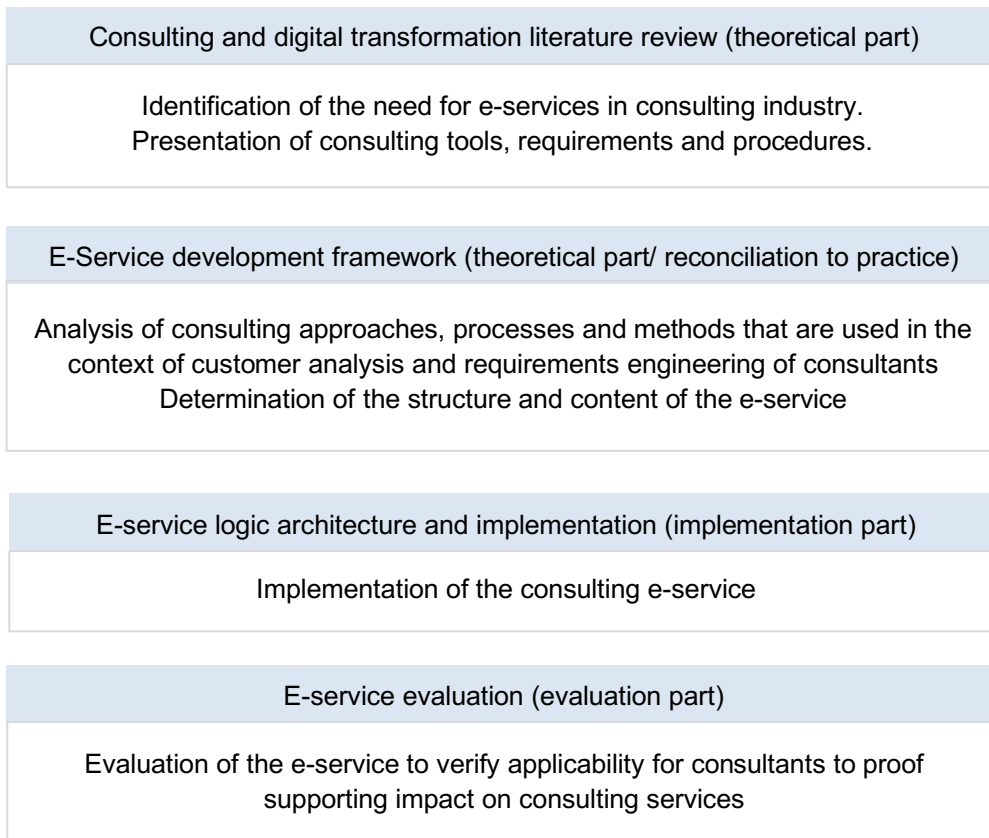 Consulting and digital transformation literature review (theoretical part)
Identification of the need for e-services in consulting industry.
Presentation of consulting tools, requirements and procedures.
E-Service development framework (theoretical part/ reconciliation to practice)
Analysis of consulting approaches, processes and methods that are used in the
context of customer analysis and requirements engineering of consultants
Determination of the structure and content of the e-service
E-service logic architecture and implementation (implementation part)
Implementation of the consulting e-service
E-service evaluation (evaluation part)
Evaluation of the e-service to verify applicability for consultants to proof
supporting impact on consulting services